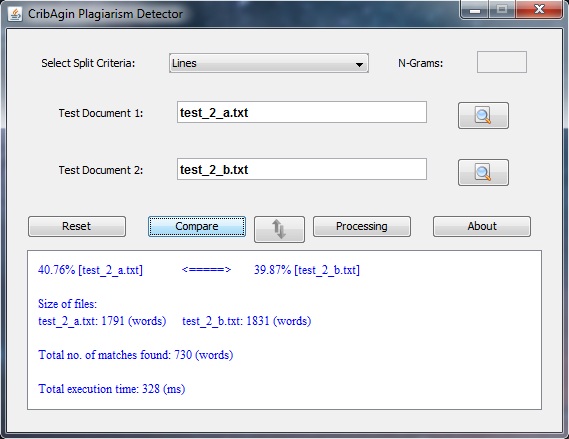 CribAgin Plagiarism Detector
Select Split Criteria: Lines N-Grams:
Test Document 1: test_2_a.txt
Test Document 2: test_2_b.txt
Reset Compare Processing About
40.76% [test_2_a.txt] <=====> 39.87% [test_2_b.txt]
Size of files:
test_2_a.txt: 1791 (words) test_2_b.txt: 1831 (words)
Total no. of matches found: 730 (words)
Total execution time: 328 (ms)